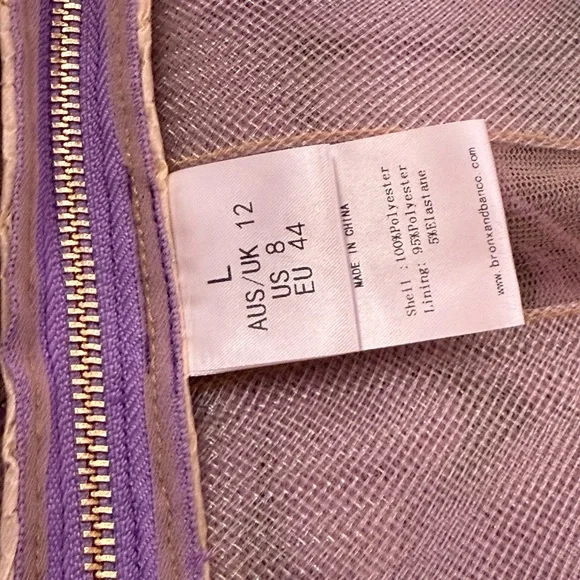 L
AUS/UK 12
US 8
EU 44
MADE IN CHINA
Shell :100%Polyester
Lining: 95%Polyester
5%Elastane
www.bronxandbanco.com